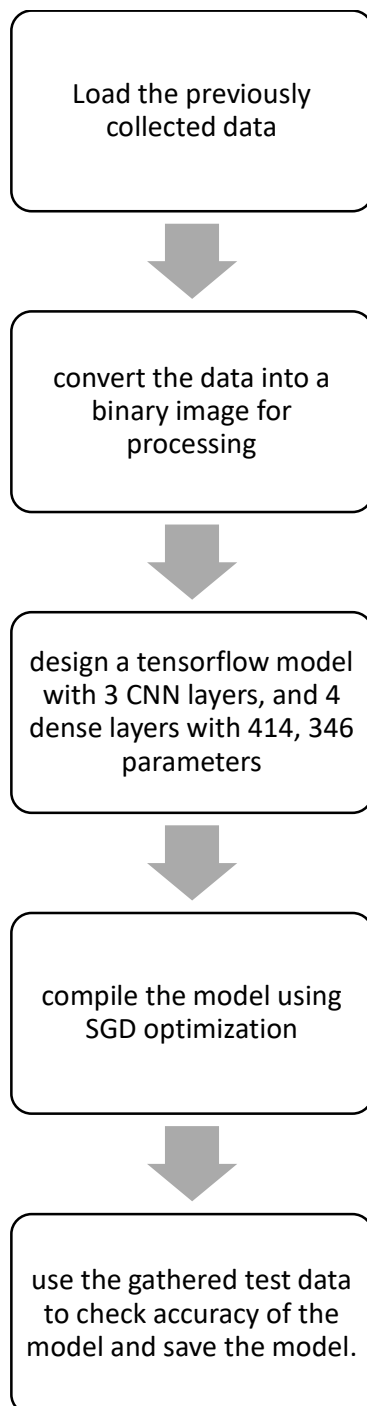 Load the previously
collected data
convert the data into a
binary image for
processing
design a tensorflow model
with 3 CNN layers, and 4
dense layers with 414, 346
parameters
compile the model using
SGD optimization
use the gathered test data
to check accuracy of the
model and save the model.